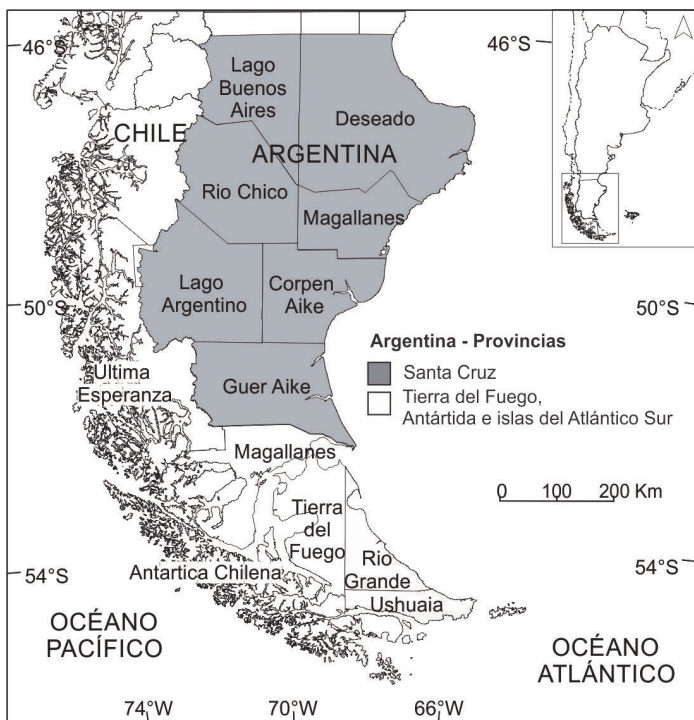 46°S
46°S
Lago
Buenos
Aires
Deseado
CHILE
ARGENTINA
Rio Chico
Magallanes
Lago
Argentino
Corpen
Aike
50°S
50°S
Argentina - Provincias
Santa Cruz
Tierra del Fuego,
Antártida e islas del Atlántico Sur
Ultima
Esperanza
Guer Aike
Magallanes
0 100 200 Km
Tierra
del
Fuego
Rio
Grande
Antartica Chilena
Ushuaia
54°S
54°S
OCÉANO
PACÍFICO
OCÉANO
ATLÁNTICO
74°W
70°W
66°W